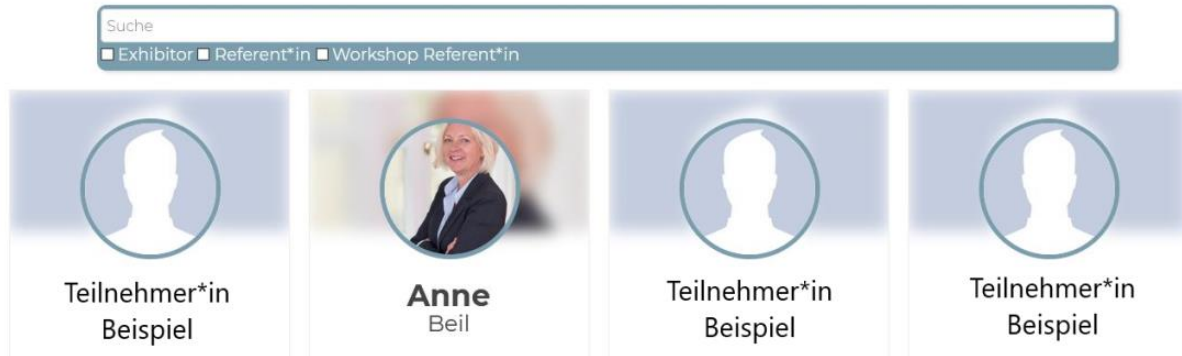 Suche
Exhibitor Referent*in Workshop Referent*in
Teilnehmer*in
Beispiel
Anne
Beil
Teilnehmer*in
Beispiel
Teilnehmer*in
Beispiel